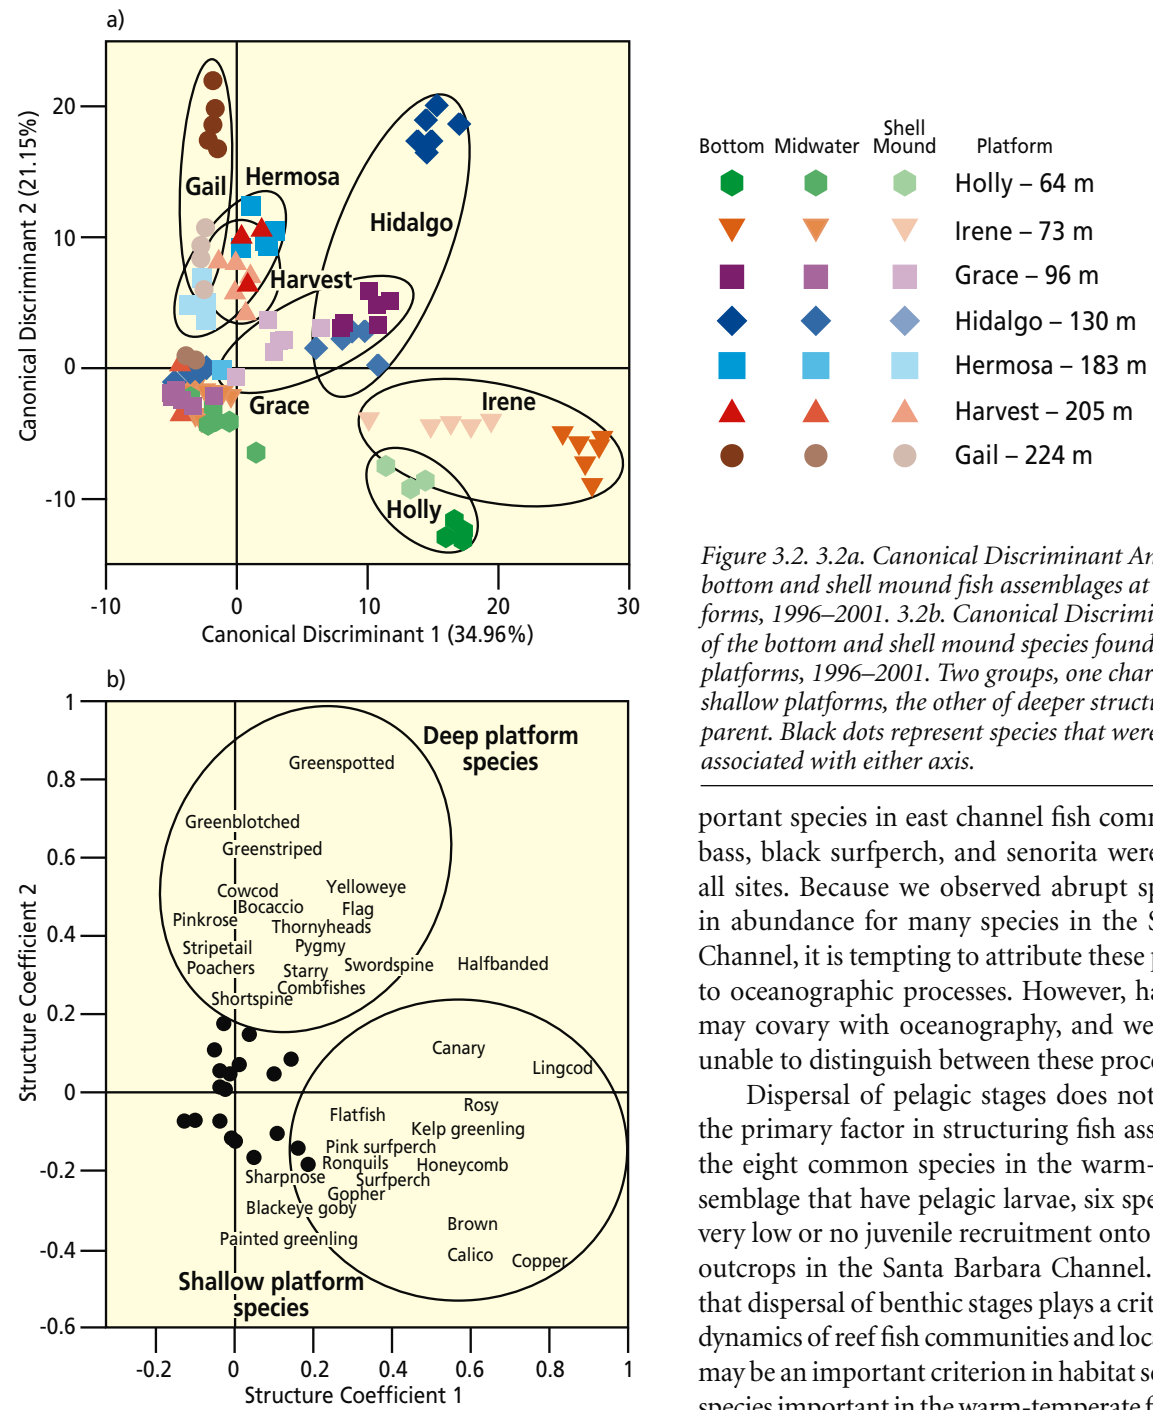 a)
20
10
0
-10
-10
0
10
20
30
Canonical Discriminant 2 (21.15%)
Canonical Discriminant 1 (34.96%)
Gail
Hermosa
Hidalgo
Harvest
Grace
Irene
Holly
Bottom Midwater Shell Mound Platform
Holly – 64 m
Irene – 73 m
Grace – 96 m
Hidalgo – 130 m
Hermosa – 183 m
Harvest – 205 m
Gail – 224 m
b)
1
0.8
0.6
0.4
0.2
0
-0.2
-0.4
-0.6
-0.2
0
0.2
0.4
0.6
0.8
1
Structure Coefficient 2
Structure Coefficient 1
Deep platform
species
Greenspotted
Greenblotched
Greenstriped
Cowcod
Yelloweye
Bocaccio
Flag
Pinkrose
Thornyheads
Stripetail
Pygmy
Poachers
Starry
Swordspine
Halfbanded
Combfishes
Shortspine
Canary
Lingcod
Rosy
Flatfish
Kelp greenling
Pink surfperch
Ronquils
Honeycomb
Sharpnose
Surfperch
Gopher
Blackeye goby
Brown
Painted greenling
Calico
Copper
Shallow platform
species
Figure 3.2. 3.2a. Canonical Discriminant An
bottom and shell mound fish assemblages at
forms, 1996–2001. 3.2b. Canonical Discrimi
of the bottom and shell mound species found
platforms, 1996–2001. Two groups, one char
shallow platforms, the other of deeper structu
parent. Black dots represent species that were
associated with either axis.
portant species in east channel fish comm
bass, black surfperch, and senorita were
all sites. Because we observed abrupt sp
in abundance for many species in the S
Channel, it is tempting to attribute these p
to oceanographic processes. However, ha
may covary with oceanography, and we
unable to distinguish between these proce
Dispersal of pelagic stages does not
the primary factor in structuring fish ass
the eight common species in the warm-
semblage that have pelagic larvae, six spe
very low or no juvenile recruitment onto
outcrops in the Santa Barbara Channel.
that dispersal of benthic stages plays a crit
dynamics of reef fish communities and loca
may be an important criterion in habitat se
species important in the warm-temperate f